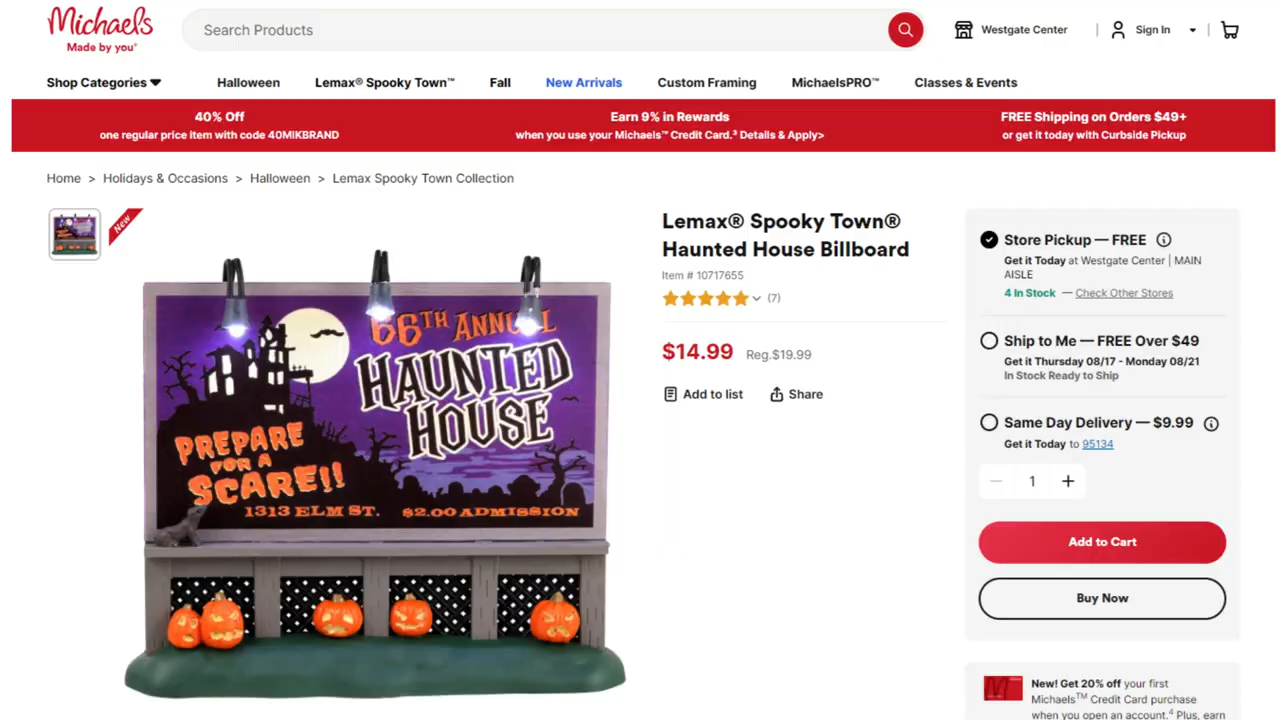 Michaels
Made by you®
Search Products
Westgate Center
Sign In
Shop Categories
Halloween
Lemax® Spooky Town™
Fall
New Arrivals
Custom Framing
MichaelsPRO™
Classes & Events
40% Off
one regular price item with code 40MIKBRAND
Earn 9% in Rewards
when you use your Michaels™ Credit Card.³ Details & Apply>
FREE Shipping on Orders $49+
or get it today with Curbside Pickup
Home > Holidays & Occasions > Halloween > Lemax Spooky Town Collection
New
66TH ANNUAL
HAUNTED
HOUSE
PREPARE
FOR A
SCARE!!
1313 ELM ST. $2.00 ADMISSION
Lemax® Spooky Town®
Haunted House Billboard
Item # 10717655
(7)
$14.99 Reg.$19.99
Add to list
Share
Store Pickup — FREE
Get it Today at Westgate Center | MAIN
AISLE
4 In Stock — Check Other Stores
Ship to Me — FREE Over $49
Get it Thursday 08/17 - Monday 08/21
In Stock Ready to Ship
Same Day Delivery — $9.99
Get it Today to 95134
− 1 +
Add to Cart
Buy Now
New! Get 20% off your first
Michaels™ Credit Card purchase
when you open an account.⁴ Plus, earn